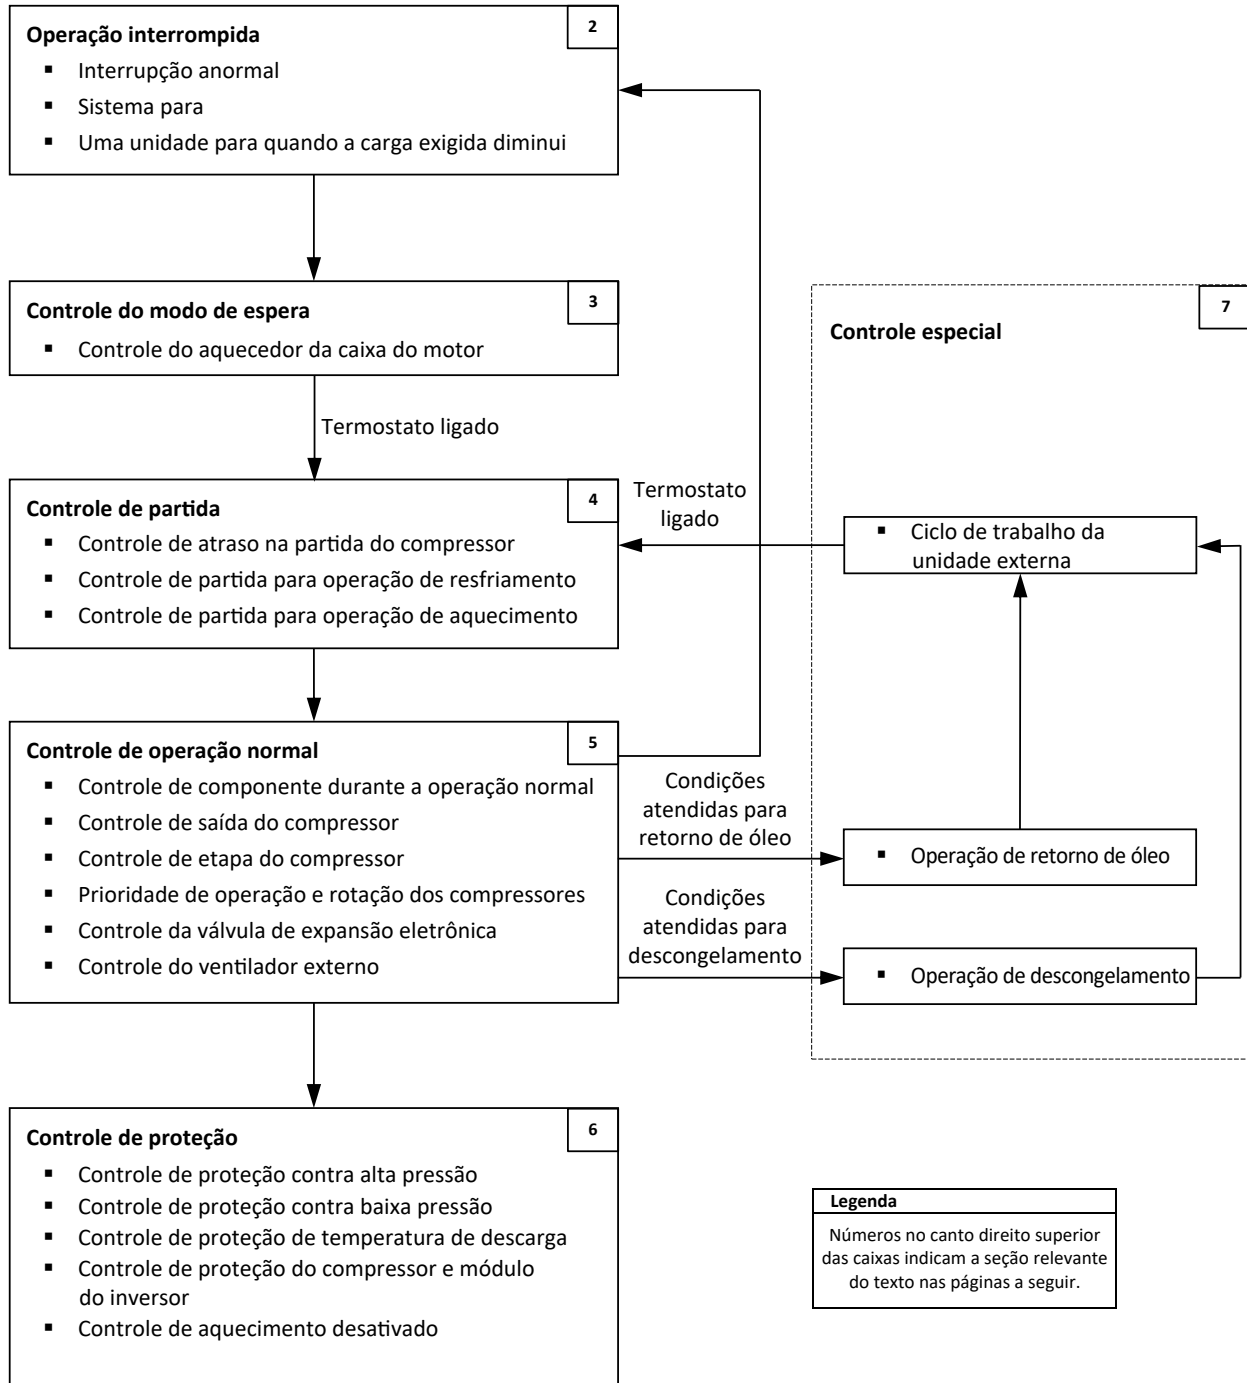 Operação interrompida
2
▪ Interrupção anormal
▪ Sistema para
▪ Uma unidade para quando a carga exigida diminui
Controle do modo de espera
3
▪ Controle do aquecedor da caixa do motor
Termostato ligado
Controle de partida
4
▪ Controle de atraso na partida do compressor
▪ Controle de partida para operação de resfriamento
▪ Controle de partida para operação de aquecimento
Controle de operação normal
5
▪ Controle de componente durante a operação normal
▪ Controle de saída do compressor
▪ Controle de etapa do compressor
▪ Prioridade de operação e rotação dos compressores
▪ Controle da válvula de expansão eletrônica
▪ Controle do ventilador externo
Controle de proteção
6
▪ Controle de proteção contra alta pressão
▪ Controle de proteção contra baixa pressão
▪ Controle de proteção de temperatura de descarga
▪ Controle de proteção do compressor e módulo
do inversor
▪ Controle de aquecimento desativado
Termostato
ligado
Condições
atendidas para
retorno de óleo
Condições
atendidas para
descongelamento
Controle especial
7
▪ Ciclo de trabalho da
unidade externa
▪ Operação de retorno de óleo
▪ Operação de descongelamento
Legenda
Números no canto direito superior
das caixas indicam a seção relevante
do texto nas páginas a seguir.